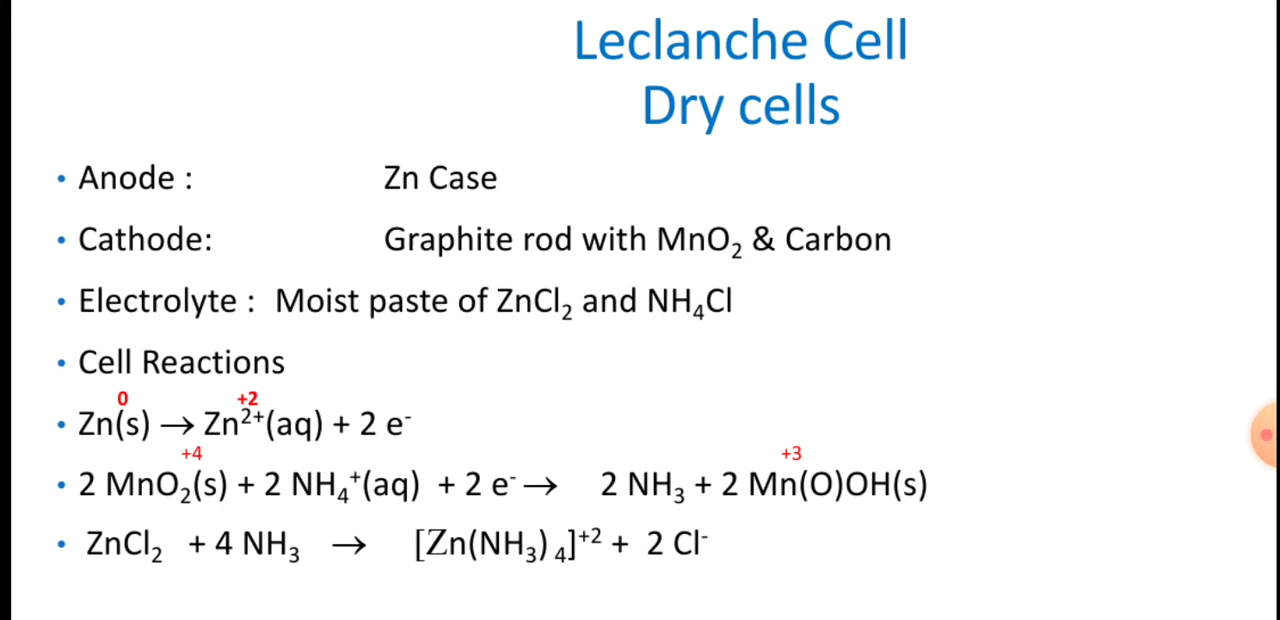 Leclanche Cell
Dry cells
• Anode : Zn Case
• Cathode: Graphite rod with MnO₂ & Carbon
• Electrolyte : Moist paste of ZnCl₂ and NH₄Cl
• Cell Reactions
0 +2
• Zn(s) → Zn²⁺(aq) + 2 e⁻
+4 +3
• 2 MnO₂(s) + 2 NH₄⁺(aq) + 2 e⁻ → 2 NH₃ + 2 Mn(O)OH(s)
• ZnCl₂ + 4 NH₃ → [Zn(NH₃)₄]⁺² + 2 Cl⁻